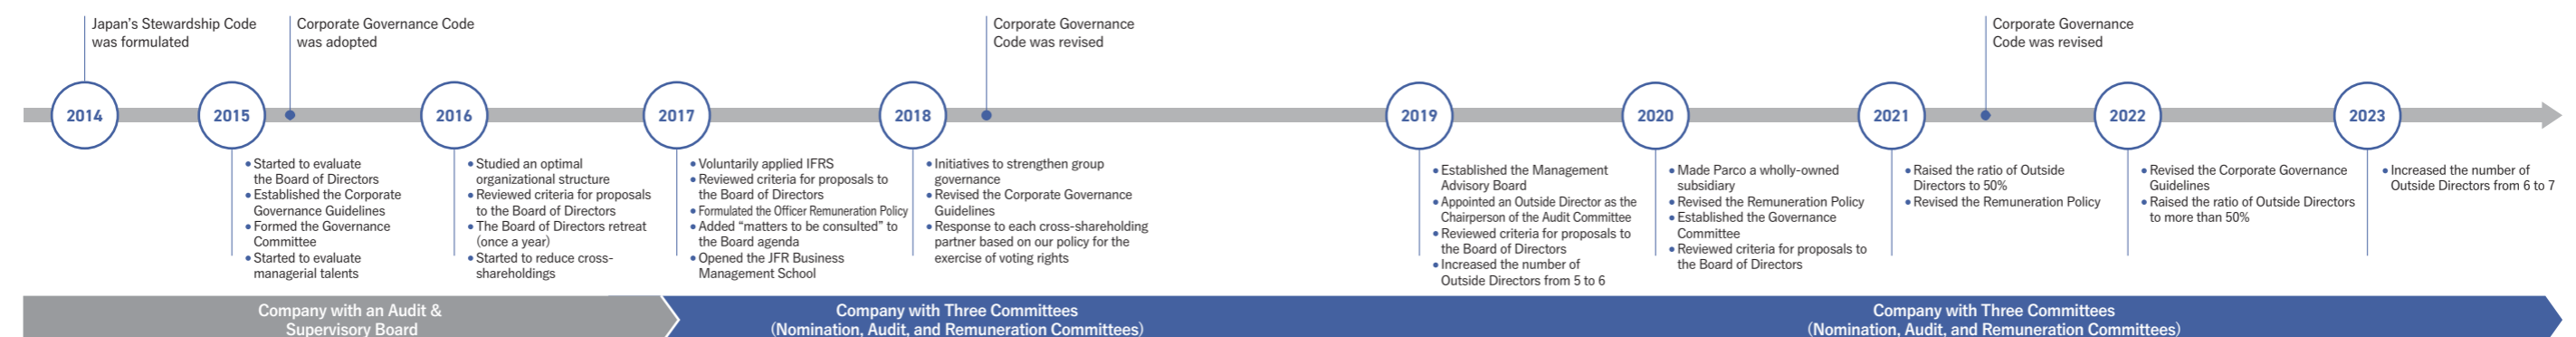 Japan's Stewardship Code
was formulated
Corporate Governance Code
was adopted
Corporate Governance
Code was revised
Corporate Governance
Code was revised
2014
2015
2016
2017
2018
2019
2020
2021
2022
2023
• Started to evaluate
the Board of Directors
• Established the Corporate
Governance Guidelines
• Formed the Governance
Committee
• Started to evaluate
managerial talents
• Studied an optimal
organizational structure
• Reviewed criteria for proposals
to the Board of Directors
• The Board of Directors retreat
(once a year)
• Started to reduce cross-
shareholdings
• Voluntarily applied IFRS
• Reviewed criteria for proposals to
the Board of Directors
• Formulated the Officer Remuneration Policy
• Added “matters to be consulted” to
the Board agenda
• Opened the JFR Business
Management School
• Initiatives to strengthen group
governance
• Revised the Corporate Governance
Guidelines
• Response to each cross-shareholding
partner based on our policy for the
exercise of voting rights
• Established the Management
Advisory Board
• Appointed an Outside Director as the
Chairperson of the Audit Committee
• Reviewed criteria for proposals to
the Board of Directors
• Increased the number of
Outside Directors from 5 to 6
• Made Parco a wholly-owned
subsidiary
• Revised the Remuneration Policy
• Established the Governance
Committee
• Reviewed criteria for proposals to
the Board of Directors
• Raised the ratio of Outside
Directors to 50%
• Revised the Remuneration Policy
• Revised the Corporate Governance
Guidelines
• Raised the ratio of Outside Directors
to more than 50%
• Increased the number of
Outside Directors from 6 to 7
Company with an Audit &
Supervisory Board
Company with Three Committees
(Nomination, Audit, and Remuneration Committees)
Company with Three Committees
(Nomination, Audit, and Remuneration Committees)